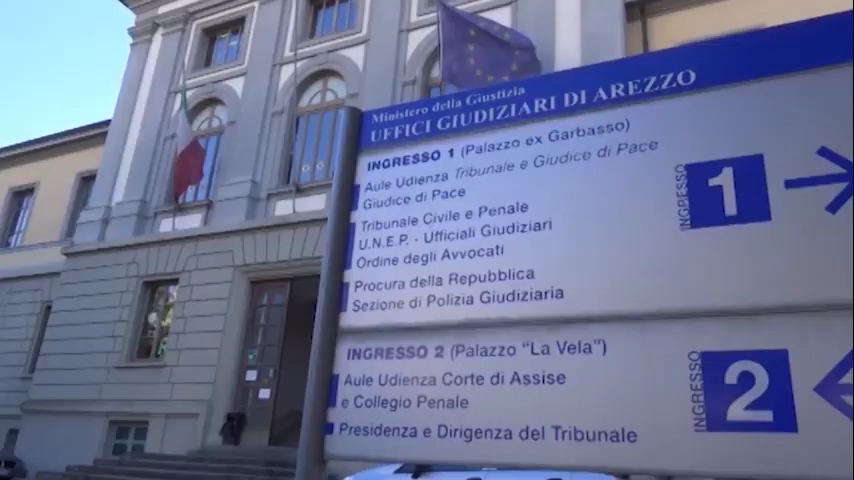 Ministero della Giustizia
UFFICI GIUDIZIARI DI AREZZO
INGRESSO 1 (Palazzo ex Garbasso)
Aule Udienza Tribunale e Giudice di Pace
Giudice di Pace
Tribunale Civile e Penale
U.N.E.P. - Ufficiali Giudiziari
Ordine degli Avvocati
Procura della Repubblica
Sezione di Polizia Giudiziaria
INGRESSO 1
INGRESSO 2 (Palazzo "La Vela")
Aule Udienza Corte di Assise
e Collegio Penale
Presidenza e Dirigenza del Tribunale
INGRESSO 2